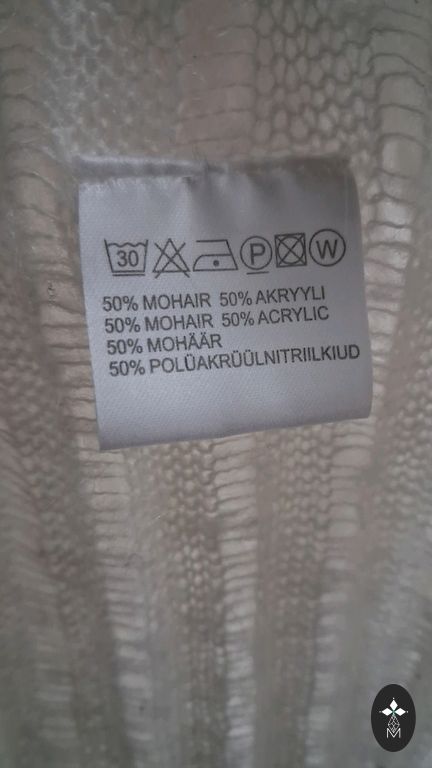 30 P W
50% MOHAIR 50% AKRYYLI
50% MOHAIR 50% ACRYLIC
50% MOHÄÄR
50% POLÜAKRÜÜLNITRIILKIUD
M